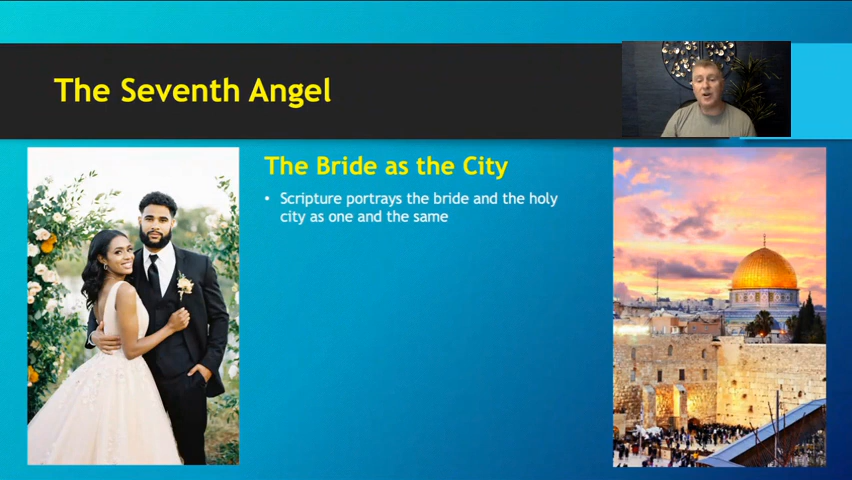 The Seventh Angel
The Bride as the City
• Scripture portrays the bride and the holy
city as one and the same